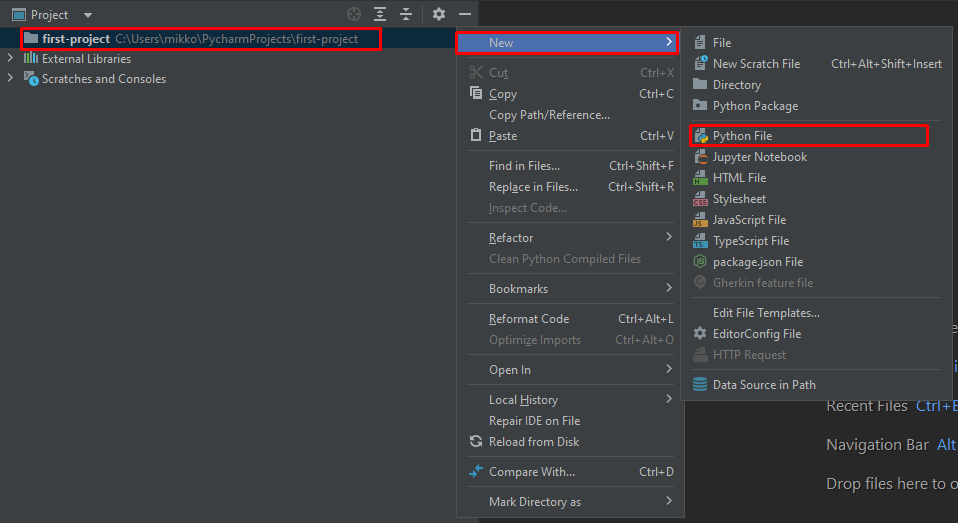 Project
first-project C:\Users\mikko\PycharmProjects\first-project
External Libraries
Scratches and Consoles
New
Cut Ctrl+X
Copy Ctrl+C
Copy Path/Reference...
Paste Ctrl+V
Find in Files... Ctrl+Shift+F
Replace in Files... Ctrl+Shift+R
Inspect Code...
Refactor
Clean Python Compiled Files
Bookmarks
Reformat Code Ctrl+Alt+L
Optimize Imports Ctrl+Alt+O
Open In
Local History
Repair IDE on File
Reload from Disk
Compare With... Ctrl+D
Mark Directory as
File
New Scratch File Ctrl+Alt+Shift+Insert
Directory
Python Package
Python File
Jupyter Notebook
HTML File
Stylesheet
JavaScript File
TypeScript File
package.json File
Gherkin feature file
Edit File Templates...
EditorConfig File
HTTP Request
Data Source in Path
Recent Files Ctrl+E
Navigation Bar Alt
Drop files here to